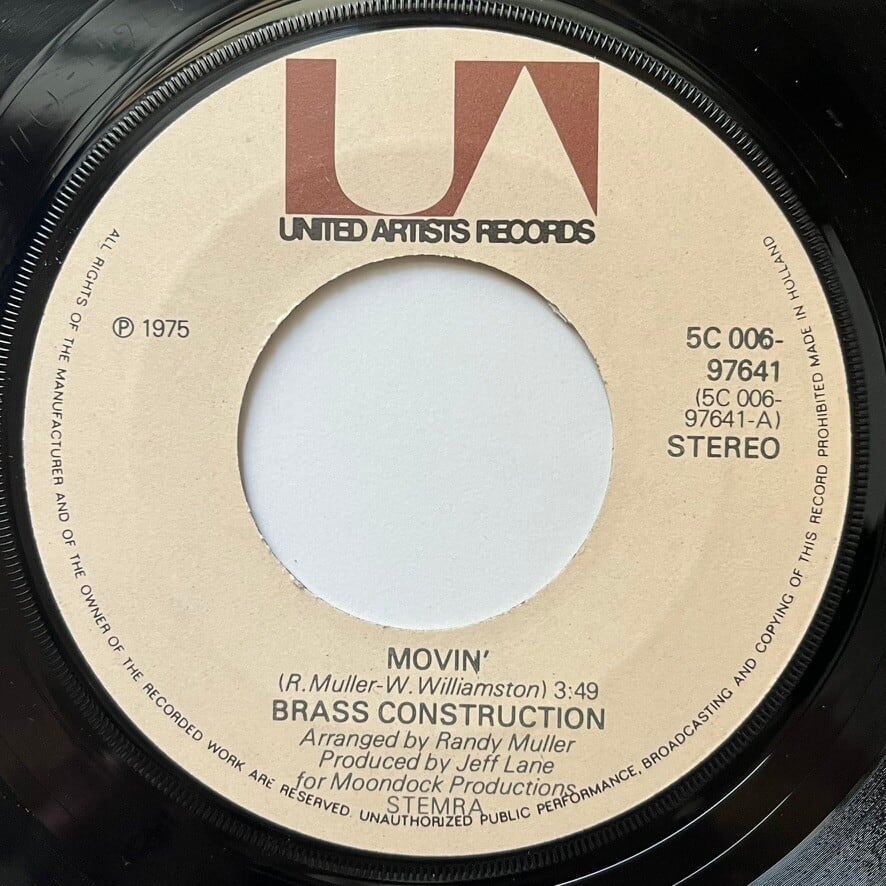 UA
UNITED ARTISTS RECORDS
℗ 1975
5C 006-
97641
(5C 006-
97641-A)
STEREO
MOVIN'
(R.Muller-W.Williamston) 3:49
BRASS CONSTRUCTION
Arranged by Randy Muller
Produced by Jeff Lane
for Moondock Productions
STEMRA
ALL RIGHTS OF THE MANUFACTURER AND OF THE OWNER OF THE RECORDED WORK ARE RESERVED. UNAUTHORIZED PUBLIC PERFORMANCE, BROADCASTING AND COPYING OF THIS RECORD PROHIBITED MADE IN HOLLAND